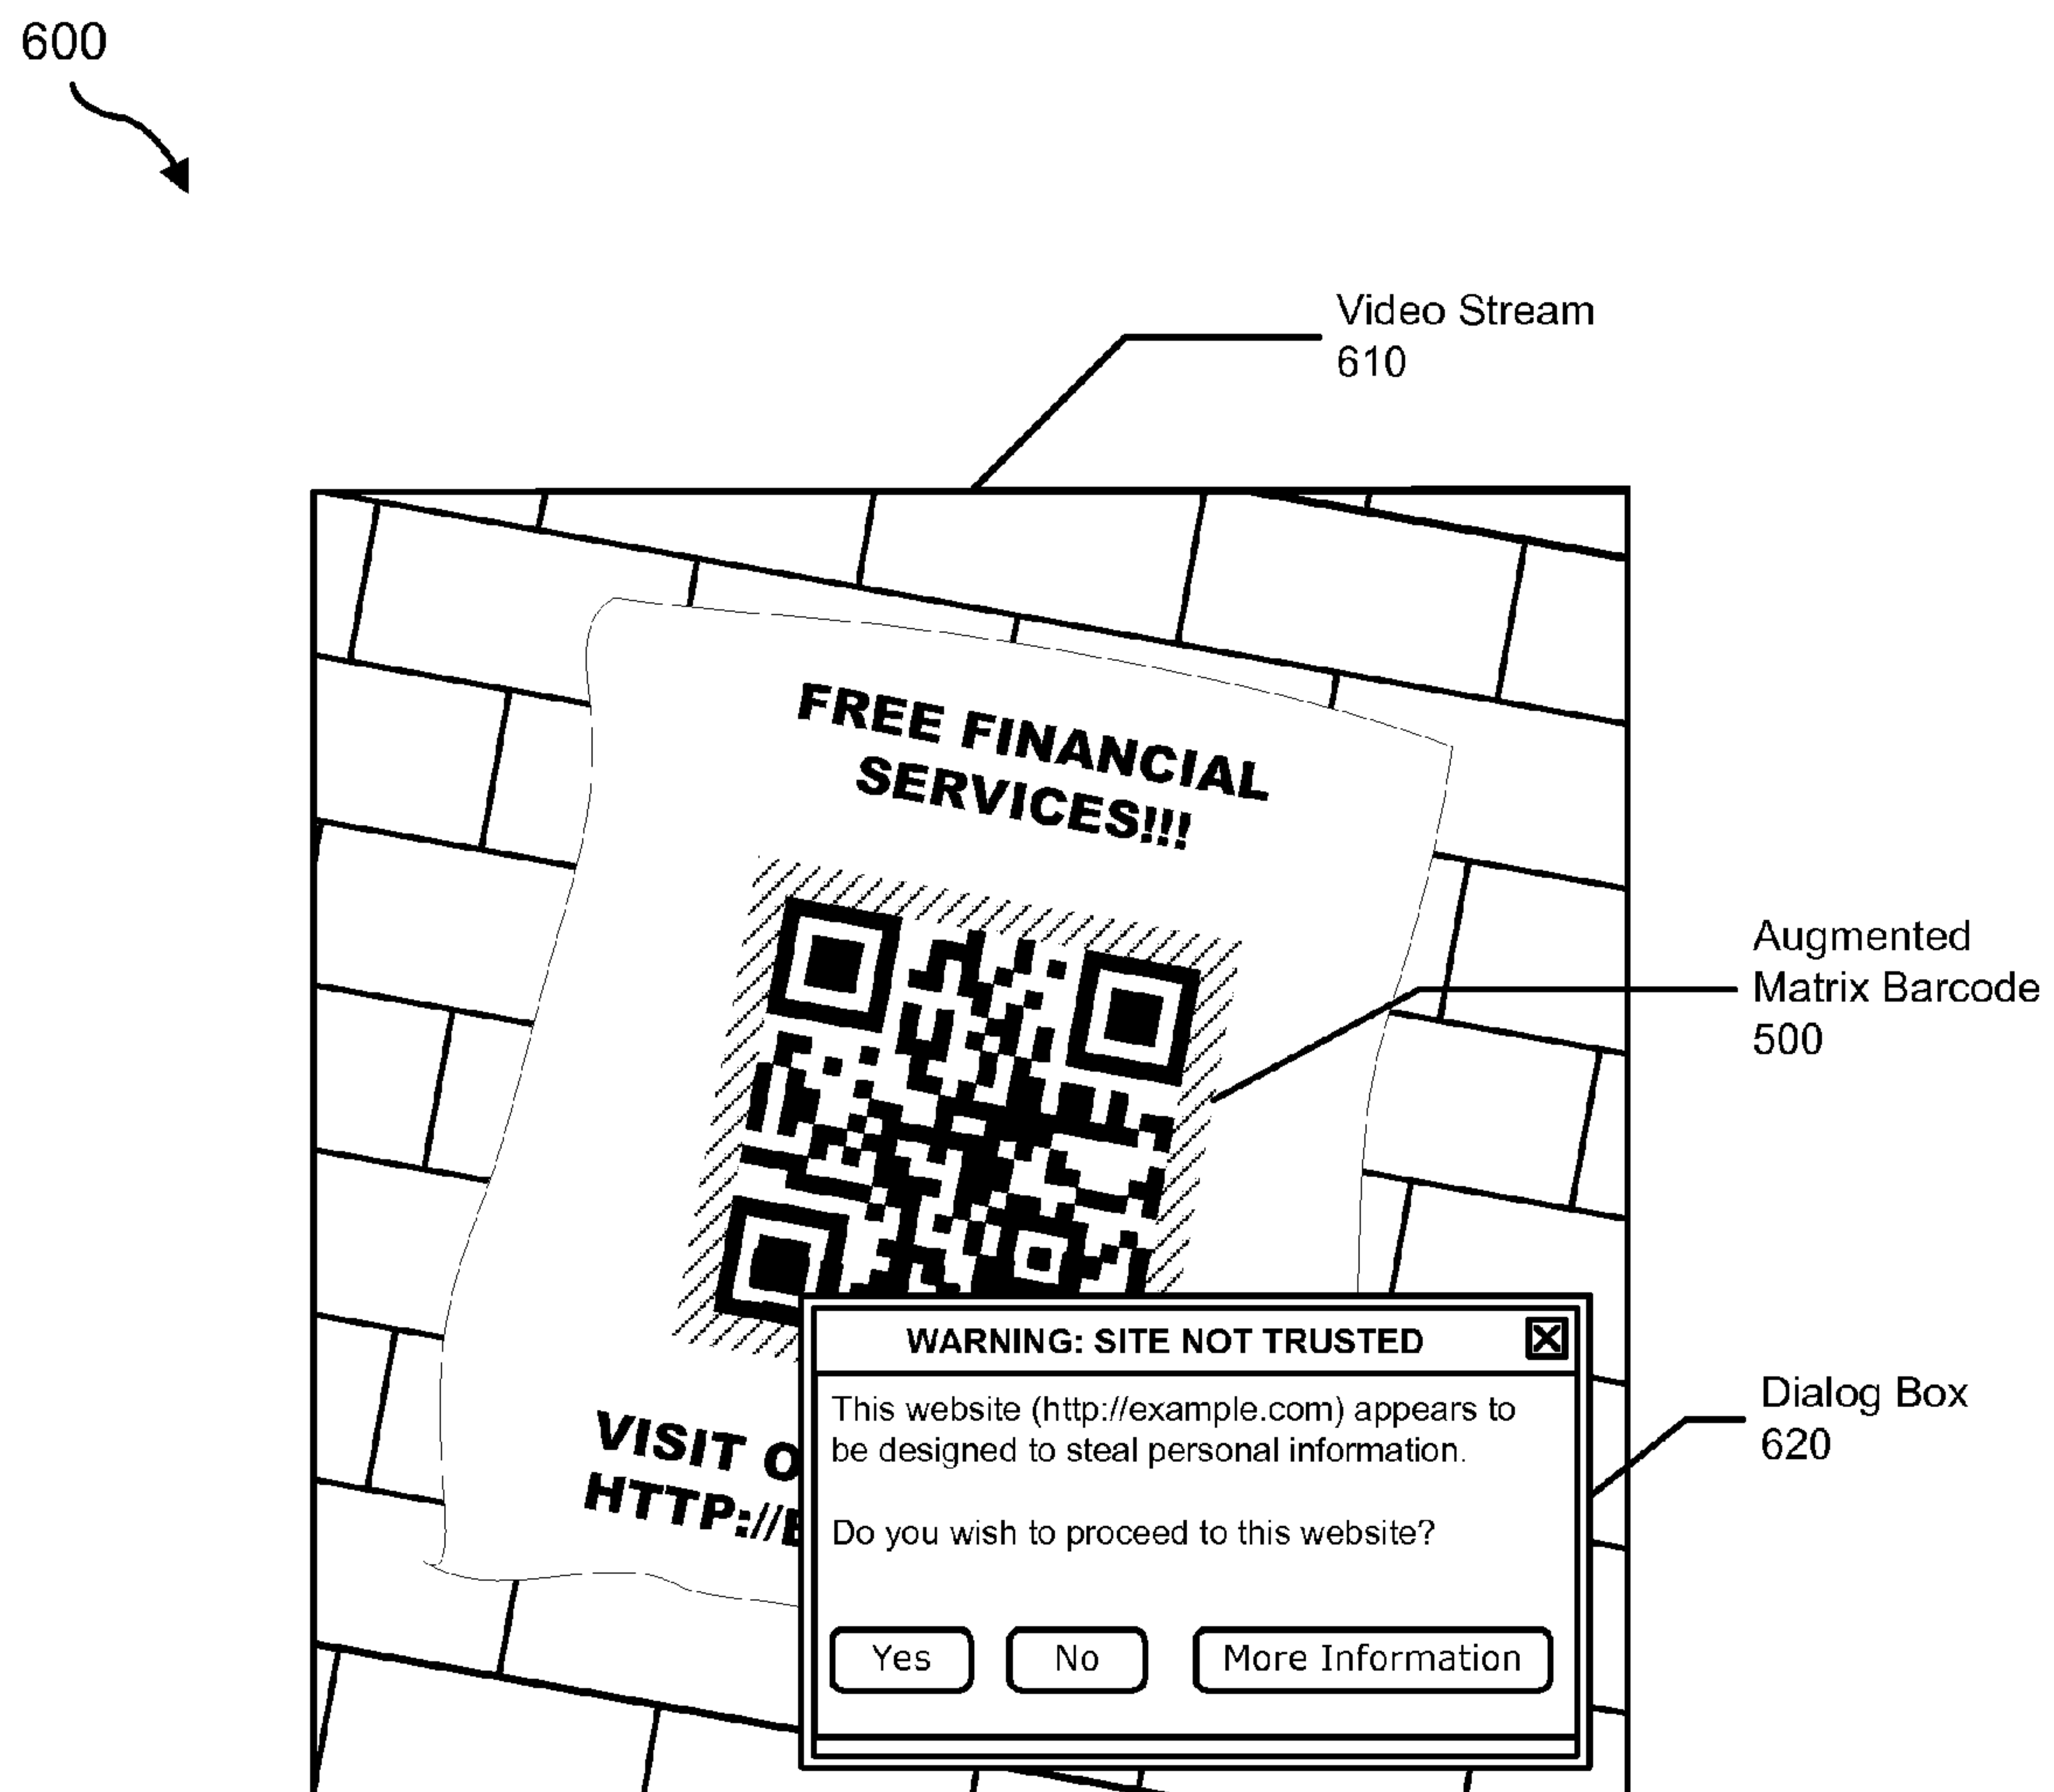 600
Video Stream
610
FREE FINANCIAL
SERVICES!!!
Augmented
Matrix Barcode
500
WARNING: SITE NOT TRUSTED
This website (http://example.com) appears to
be designed to steal personal information.
Do you wish to proceed to this website?
Yes No More Information
Dialog Box
620
VISIT O
HTTP://E